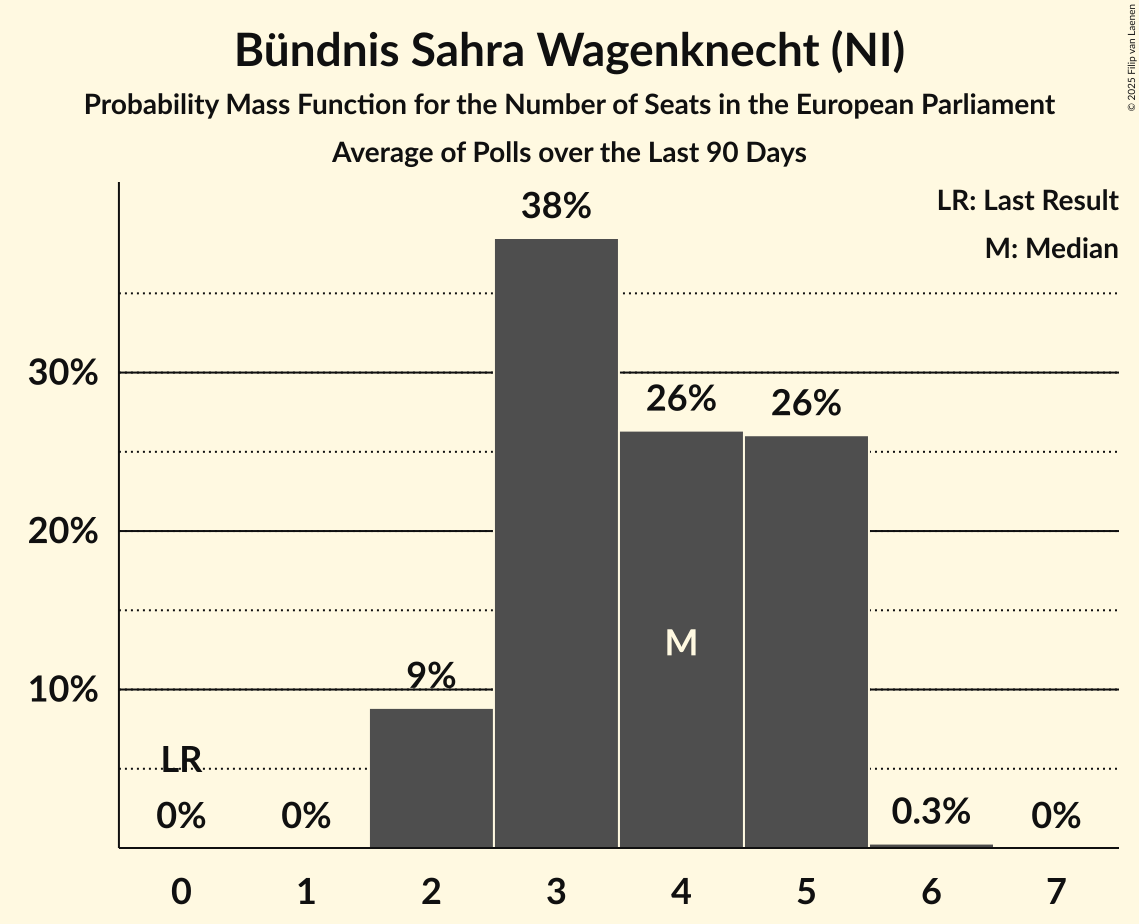 Bündnis Sahra Wagenknecht (NI)
Probability Mass Function for the Number of Seats in the European Parliament
Average of Polls over the Last 90 Days
© 2025 Filip van Laenen
LR: Last Result
M: Median
38%
30%
26%
26%
20%
M
9%
10%
LR
0%
0%
0.3%
0%
0 1 2 3 4 5 6 7